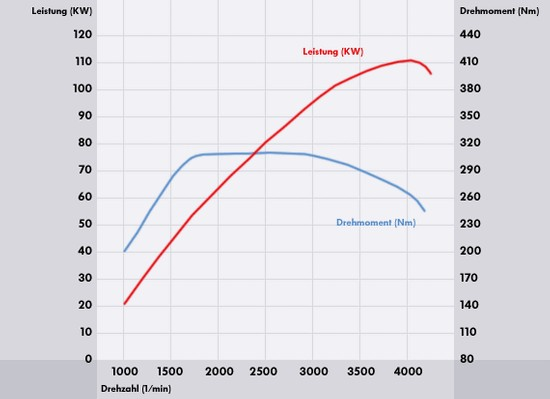 Leistung (KW) Drehmoment (Nm)
120 440
Leistung (KW)
110 410
100 380
90 350
80 320
70 290
60 260
Drehmoment (Nm)
50 230
40 200
30 170
20 140
10 110
0 80
1000 1500 2000 2500 3000 3500 4000
Drehzahl (1/min)